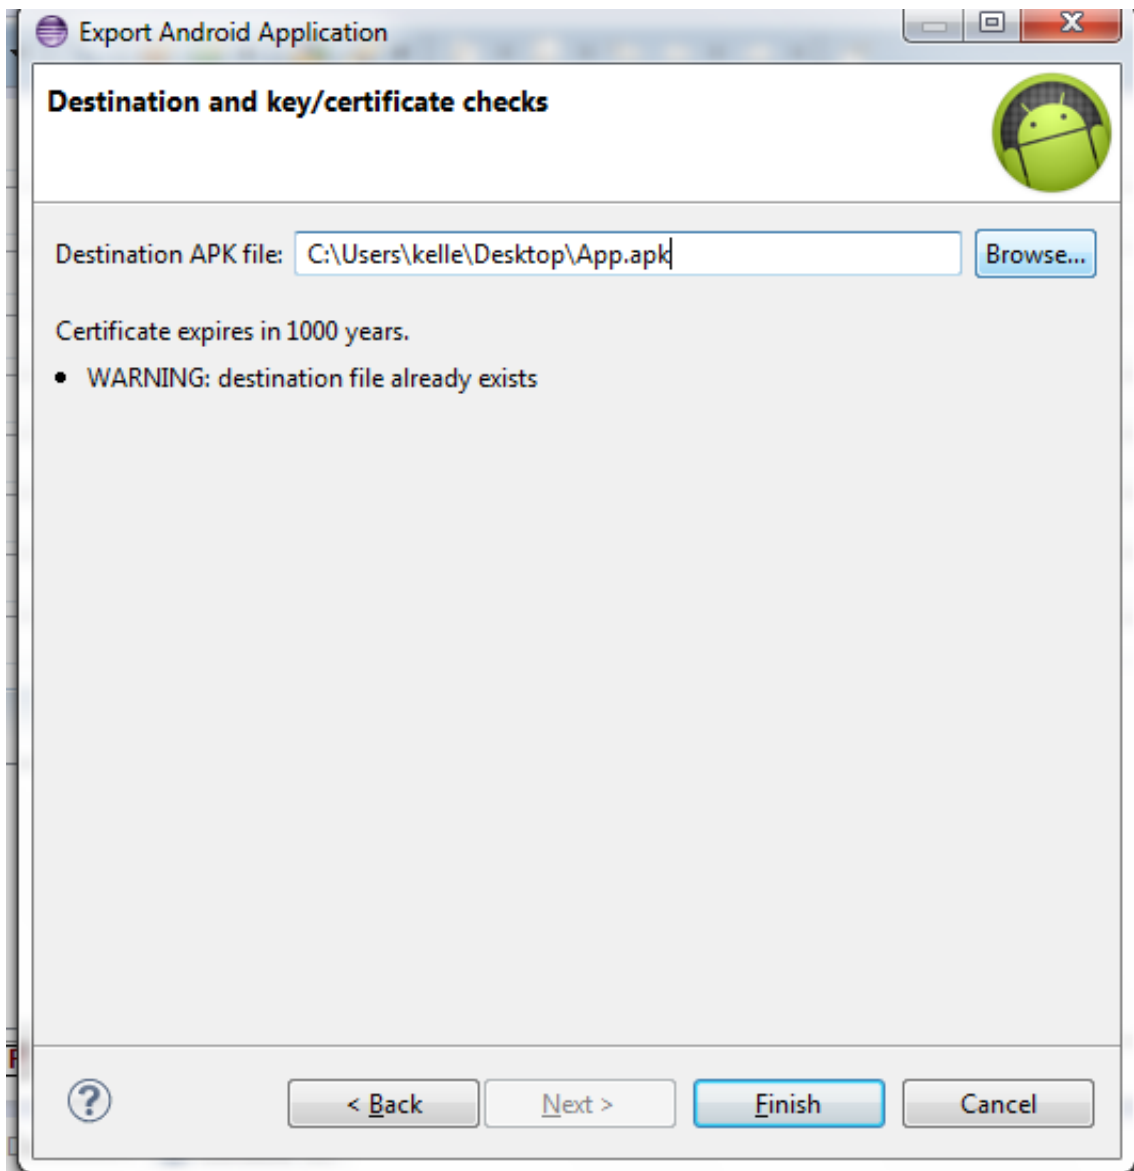 Export Android Application
Destination and key/certificate checks
Destination APK file: C:\Users\kelle\Desktop\App.apk Browse...
Certificate expires in 1000 years.
• WARNING: destination file already exists
< Back Next > Finish Cancel